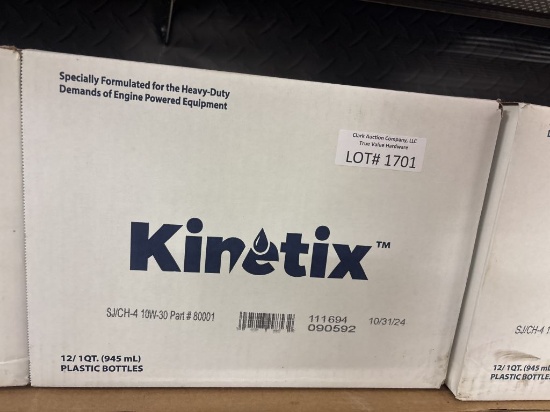 Specially Formulated for the Heavy-Duty
Demands of Engine Powered Equipment
Clark Auction Company, LLC
True Value Hardware
LOT# 1701
Kinetix™
SJ/CH-4 10W-30 Part # 80001
111694
090592
10/31/24
12/ 1QT. (945 mL)
PLASTIC BOTTLES
SJ/CH-4 1
12/ 1QT. (945 mL
PLASTIC BOTTLE